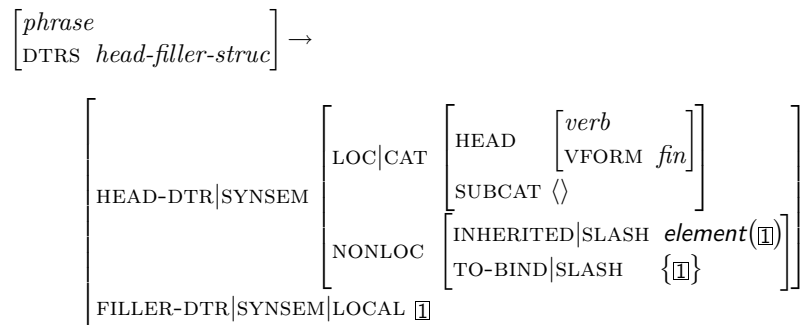 phrase
DTRS head-filler-struc →
HEAD-DTR|SYNSEM LOC|CAT HEAD verb
VFORM fin
SUBCAT ⟨⟩
NONLOC INHERITED|SLASH element(1)
TO-BIND|SLASH {1}
FILLER-DTR|SYNSEM|LOCAL 1